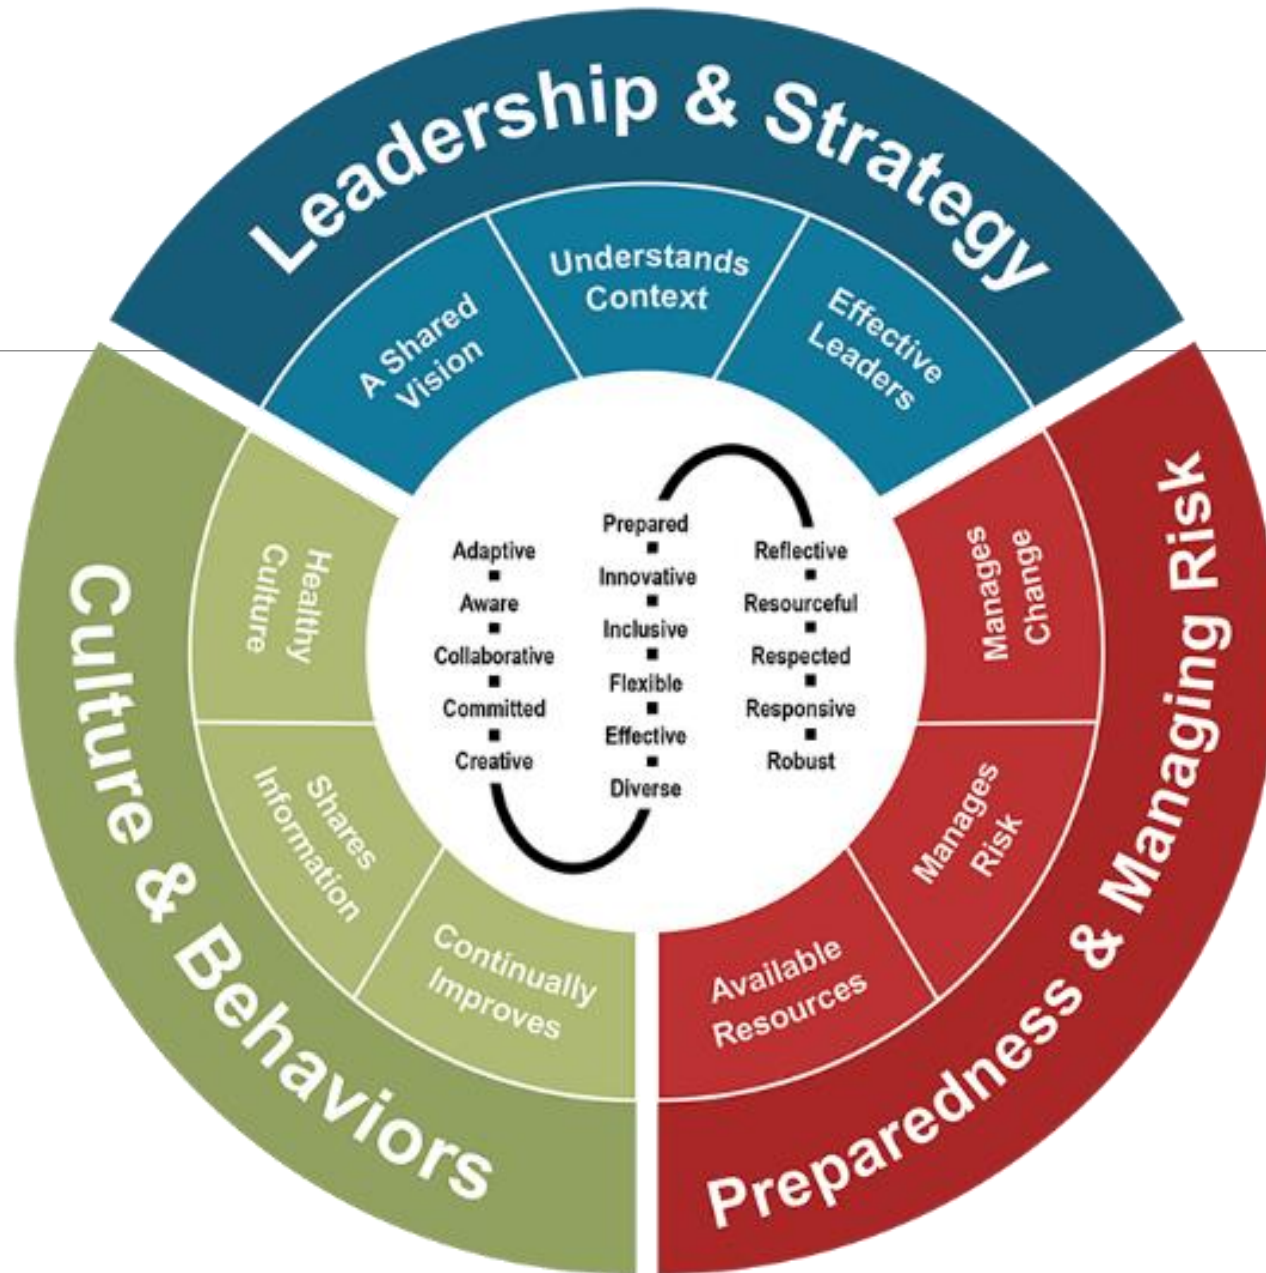 Leadership & Strategy
A Shared
Vision
Understands
Context
Effective
Leaders
Preparedness & Managing Risk
Manages
Change
Manages
Risk
Available
Resources
Culture & Behaviors
Healthy
Culture
Shares
Information
Continually
Improves
Adaptive
Aware
Collaborative
Committed
Creative
Prepared
Innovative
Inclusive
Flexible
Effective
Diverse
Reflective
Resourceful
Respected
Responsive
Robust